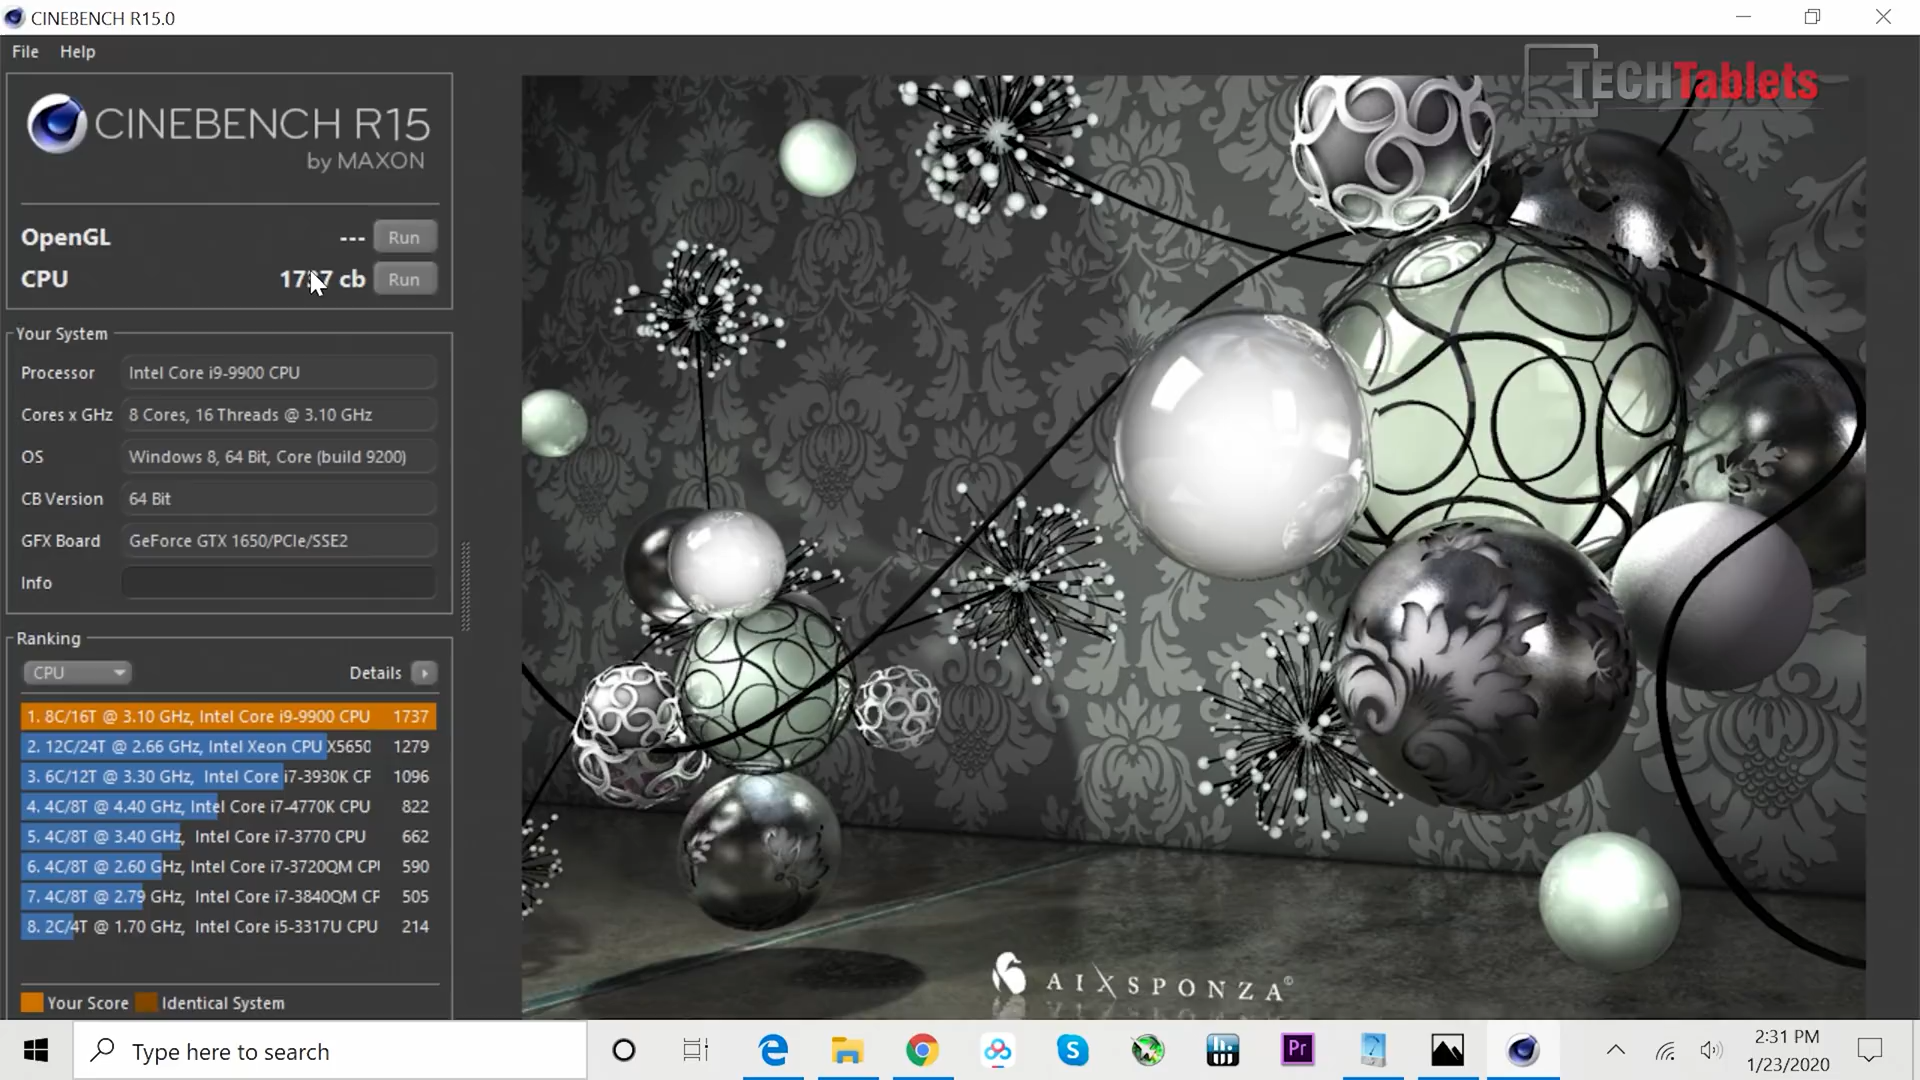 CINEBENCH R15.0
File Help
TECHTablets
CINEBENCH R15
by MAXON
OpenGL --- Run
CPU 1737 cb Run
Your System
Processor Intel Core i9-9900 CPU
Cores x GHz 8 Cores, 16 Threads @ 3.10 GHz
OS Windows 8, 64 Bit, Core (build 9200)
CB Version 64 Bit
GFX Board GeForce GTX 1650/PCIe/SSE2
Info
Ranking
CPU Details
1. 8C/16T @ 3.10 GHz, Intel Core i9-9900 CPU 1737
2. 12C/24T @ 2.66 GHz, Intel Xeon CPU X5650 1279
3. 6C/12T @ 3.30 GHz, Intel Core i7-3930K CP 1096
4. 4C/8T @ 4.40 GHz, Intel Core i7-4770K CPU 822
5. 4C/8T @ 3.40 GHz, Intel Core i7-3770 CPU 662
6. 4C/8T @ 2.60 GHz, Intel Core i7-3720QM CPU 590
7. 4C/8T @ 2.79 GHz, Intel Core i7-3840QM CP 505
8. 2C/4T @ 1.70 GHz, Intel Core i5-3317U CPU 214
Your Score Identical System
AIXSPONZA©
Type here to search
Pr
2:31 PM
1/23/2020